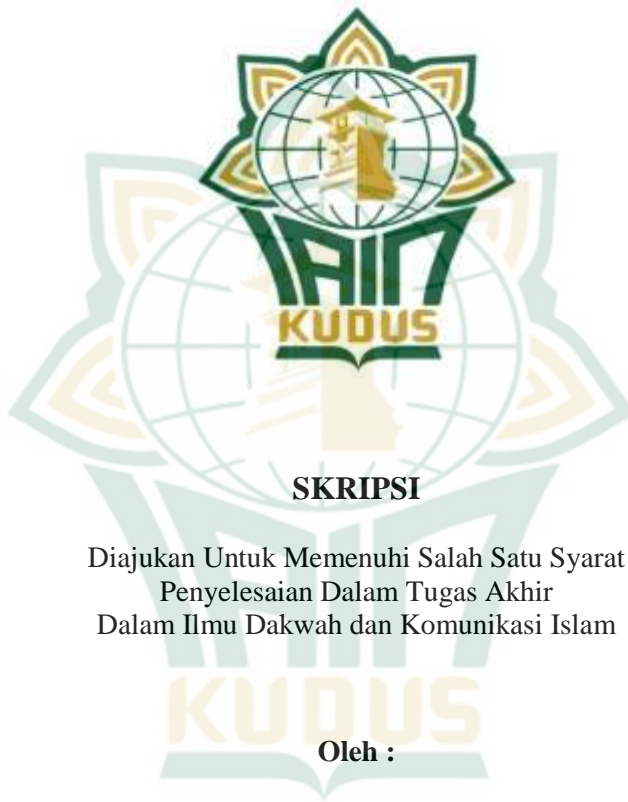 IAIN
KUDUS
SKRIPSI
Diajukan Untuk Memenuhi Salah Satu Syarat
Penyelesaian Dalam Tugas Akhir
Dalam Ilmu Dakwah dan Komunikasi Islam
KUDUS
Oleh :